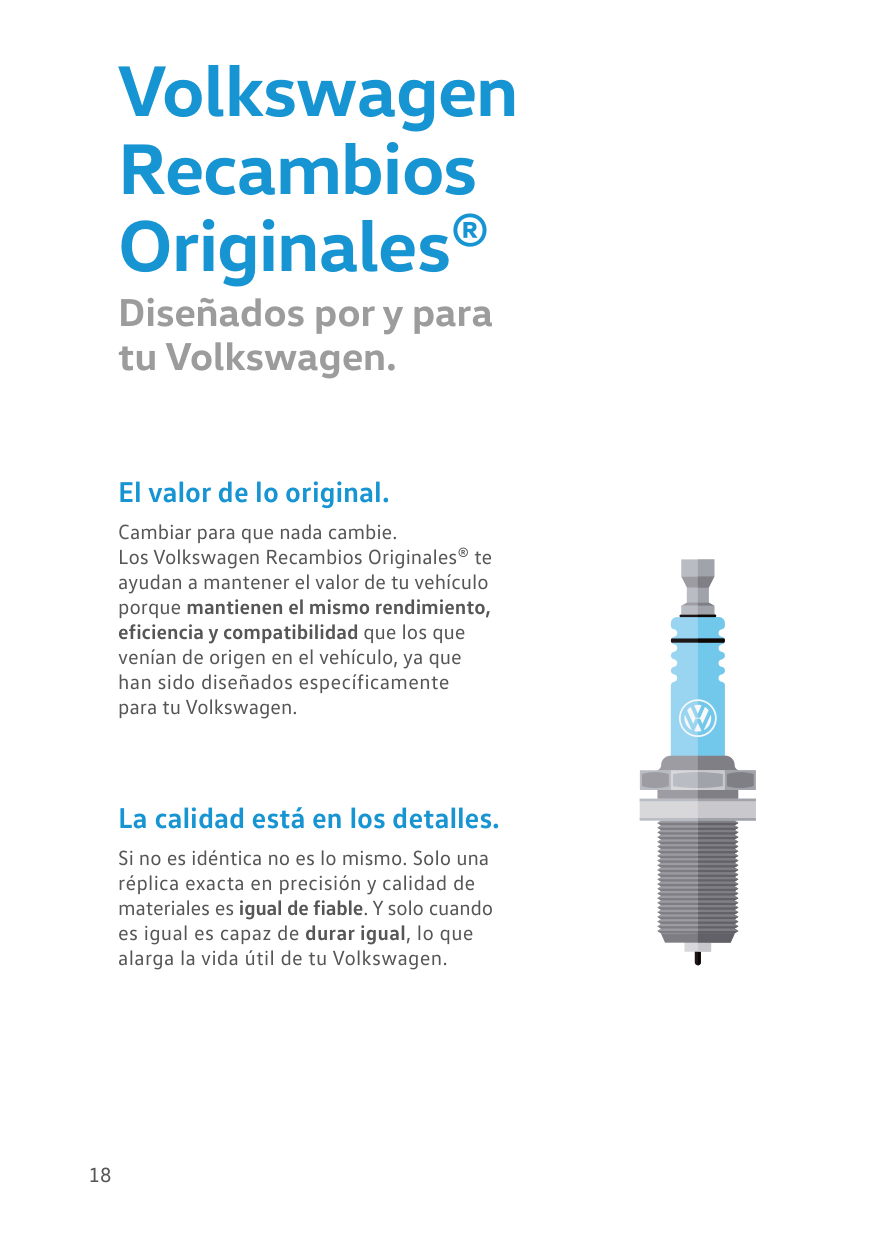 Volkswagen
Recambios
Originales®
Diseñados por y para
tu Volkswagen.
El valor de lo original.
Cambiar para que nada cambie.
Los Volkswagen Recambios Originales® te
ayudan a mantener el valor de tu vehículo
porque mantienen el mismo rendimiento,
eficiencia y compatibilidad que los que
venían de origen en el vehículo, ya que
han sido diseñados específicamente
para tu Volkswagen.
La calidad está en los detalles.
Si no es idéntica no es lo mismo. Solo una
réplica exacta en precisión y calidad de
materiales es igual de fiable. Y solo cuando
es igual es capaz de durar igual, lo que
alarga la vida útil de tu Volkswagen.
18